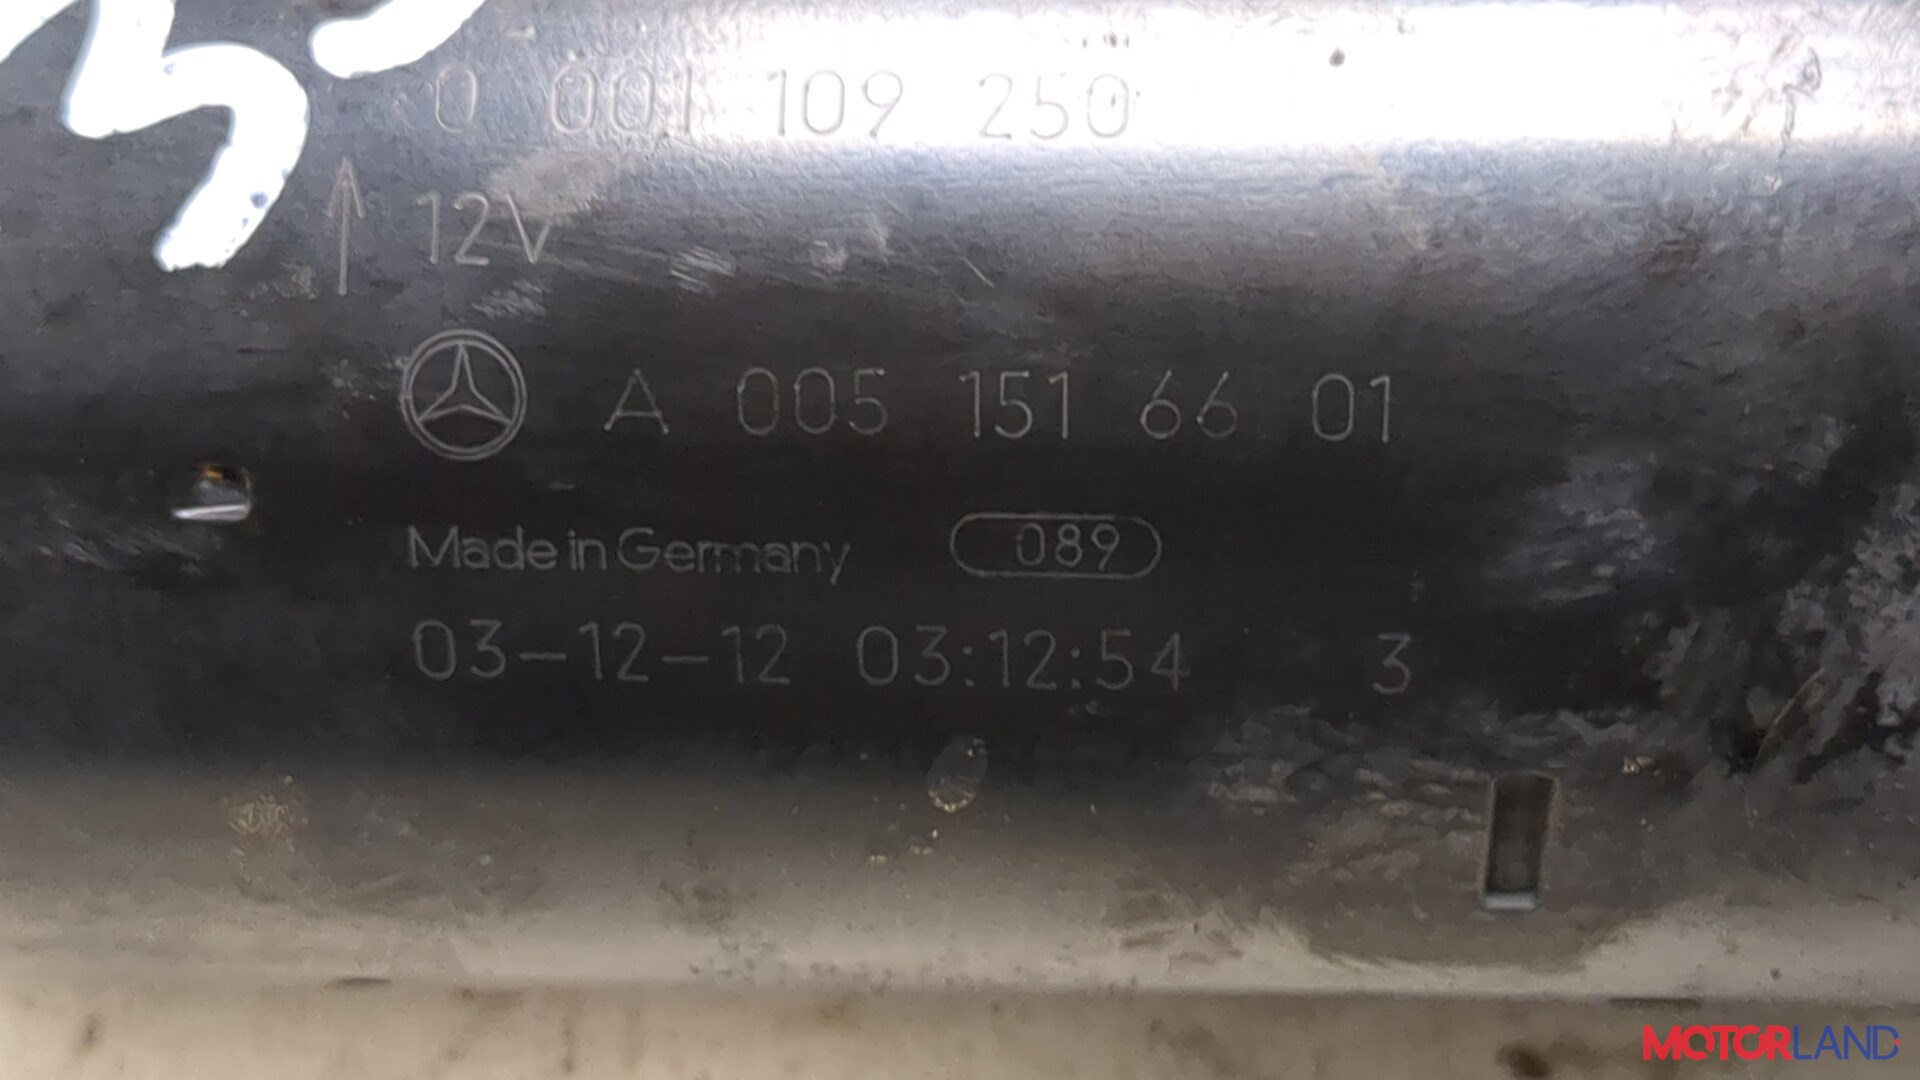 0 001 109 250
12V
A 005 151 66 01
Made in Germany 089
03-12-12 03:12:54 3
MOTORLAND